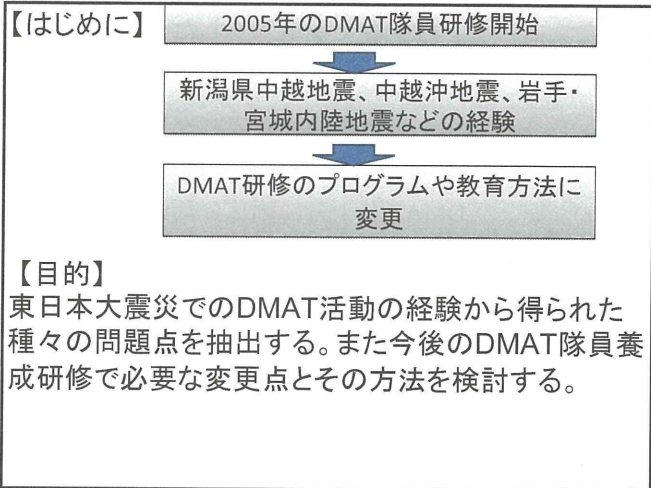 【はじめに】
2005年のDMAT隊員研修開始
新潟県中越地震、中越沖地震、岩手・
宮城内陸地震などの経験
DMAT研修のプログラムや教育方法に
変更
【目的】
東日本大震災でのDMAT活動の経験から得られた
種々の問題点を抽出する。また今後のDMAT隊員養
成研修で必要な変更点とその方法を検討する。